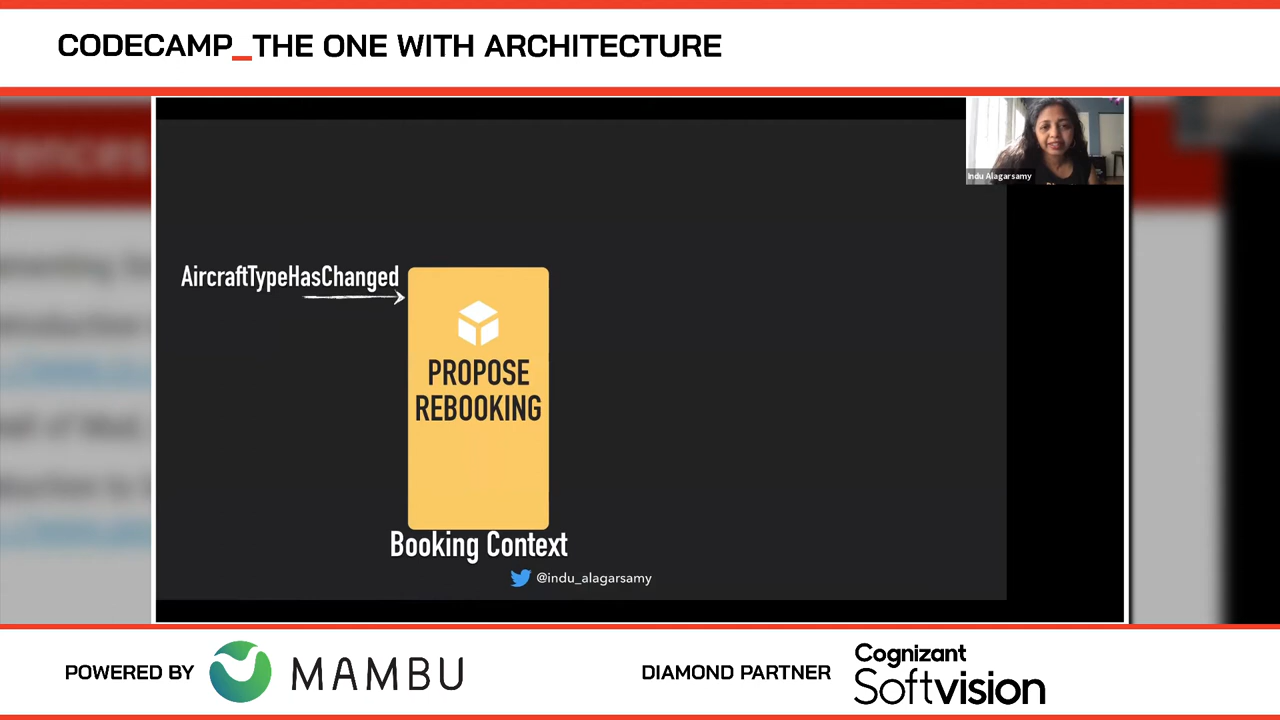 CODECAMP_THE ONE WITH ARCHITECTURE
Indu Alagarsamy
AircraftTypeHasChanged
PROPOSE
REBOOKING
Booking Context
@indu_alagarsamy
POWERED BY MAMBU
DIAMOND PARTNER
Cognizant
Softvision